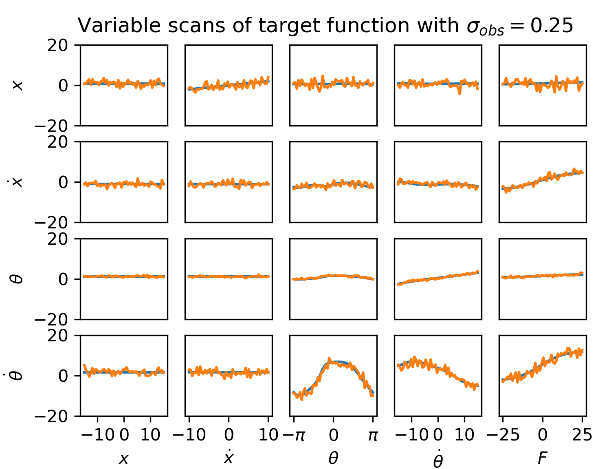 Variable scans of target function with σ_obs = 0.25
20
0
−20
x
20
0
−20
ẋ
20
0
−20
θ
20
0
−20
θ̇
−10 0 10
−10 0 10
−π 0 π
−10 0 10
−25 0 25
x
ẋ
θ
θ̇
F